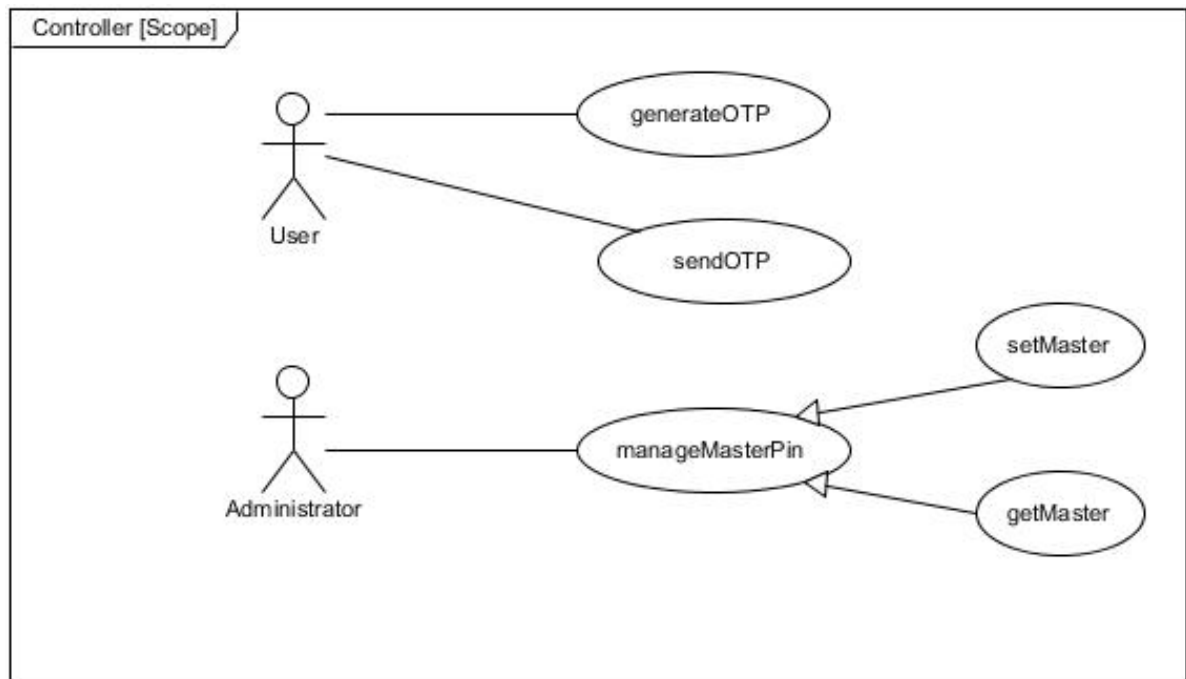 Controller [Scope]
generateOTP
User
sendOTP
setMaster
manageMasterPin
Administrator
getMaster